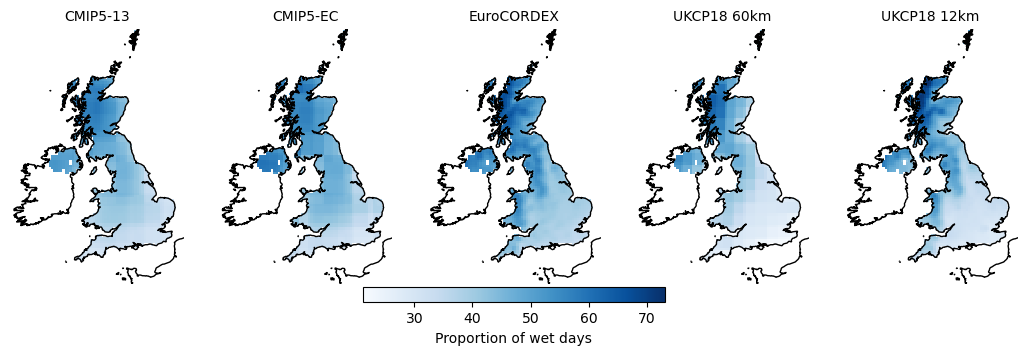 CMIP5-13 CMIP5-EC EuroCORDEX UKCP18 60km UKCP18 12km
30 40 50 60 70
Proportion of wet days